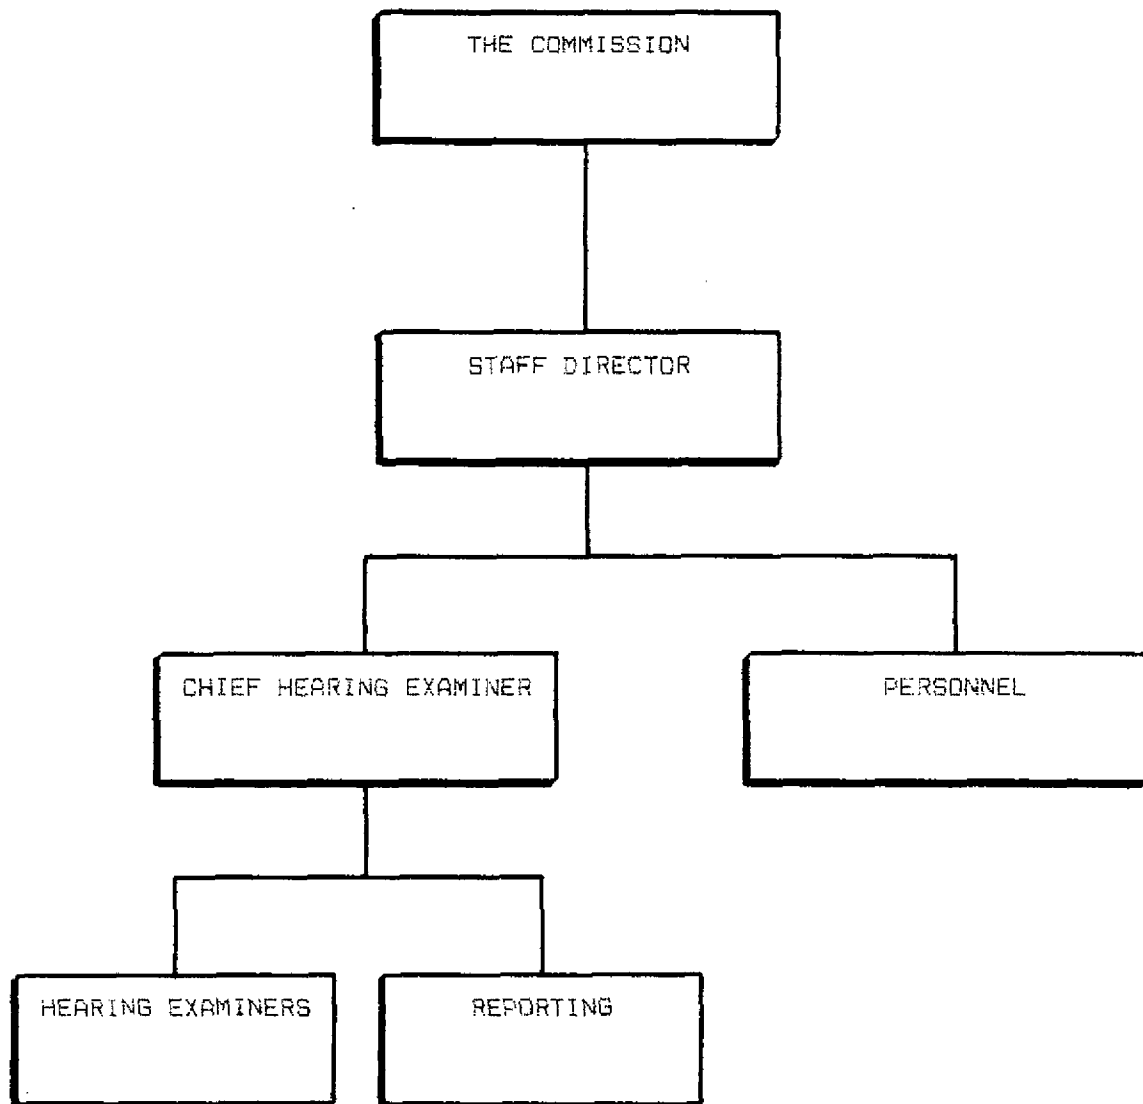 THE COMMISSION
STAFF DIRECTOR
CHIEF HEARING EXAMINER
PERSONNEL
HEARING EXAMINERS
REPORTING